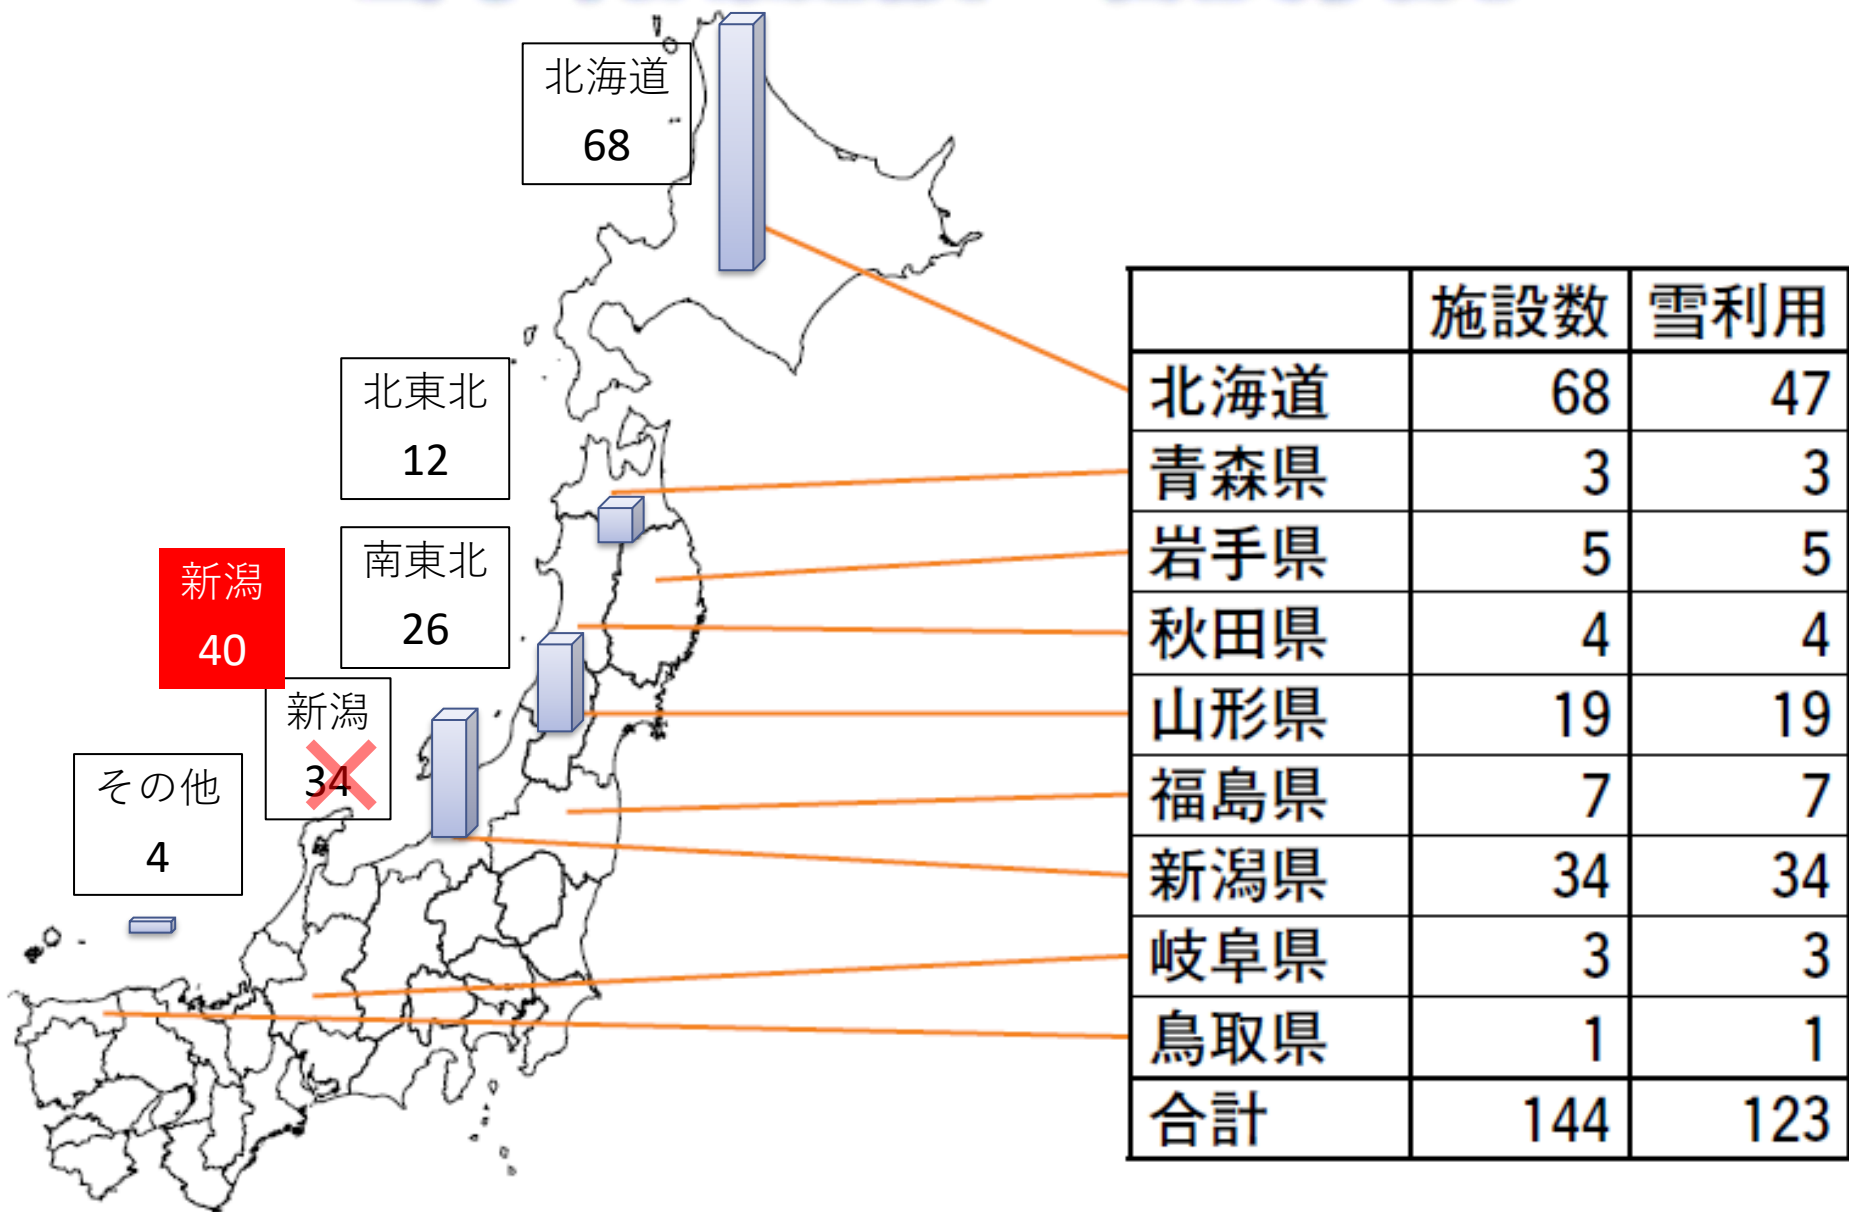 北海道
68
北東北
12
南東北
26
新潟
40
新潟
34
その他
4
施設数 雪利用
北海道 68 47
青森県 3 3
岩手県 5 5
秋田県 4 4
山形県 19 19
福島県 7 7
新潟県 34 34
岐阜県 3 3
鳥取県 1 1
合計 144 123